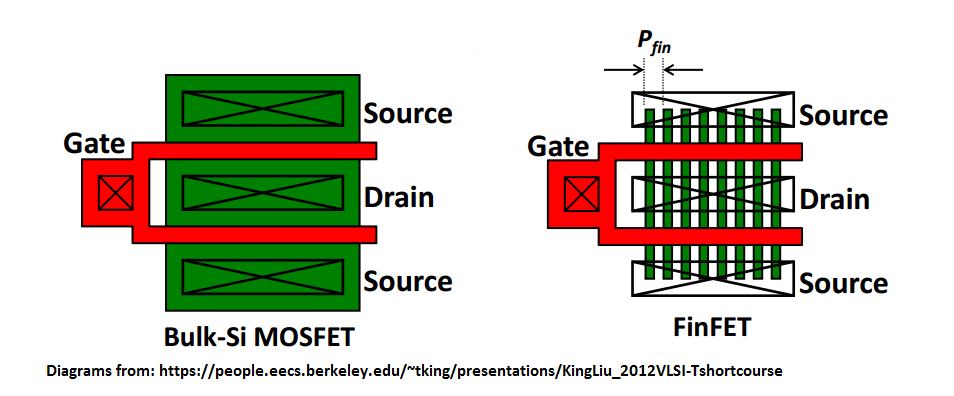 Pfin
Gate
Source
Drain
Source
Bulk-Si MOSFET
Gate
Source
Drain
Source
FinFET
Diagrams from: https://people.eecs.berkeley.edu/~tking/presentations/KingLiu_2012VLSI-Tshortcourse